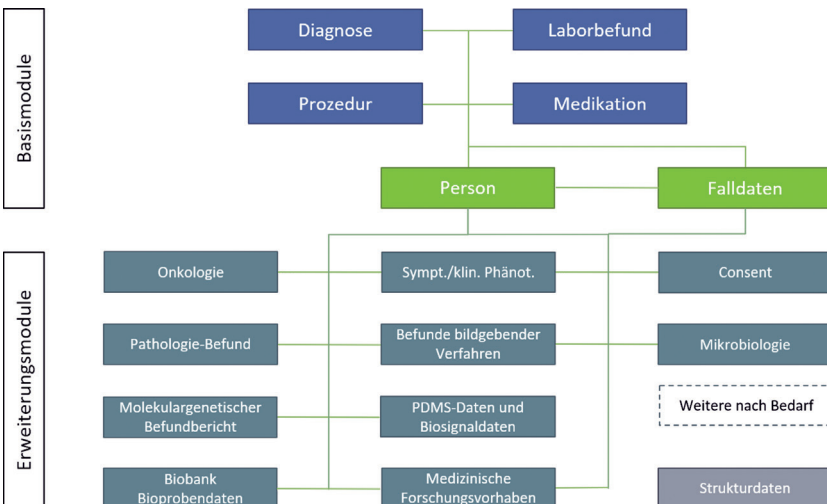 Basismodule
Diagnose
Laborbefund
Prozedur
Medikation
Person
Falldaten
Erweiterungsmodule
Onkologie
Sympt./klin. Phänot.
Consent
Pathologie-Befund
Befunde bildgebender
Verfahren
Mikrobiologie
Molekulargenetischer
Befundbericht
PDMS-Daten und
Biosignaldaten
Weitere nach Bedarf
Biobank
Bioprobendaten
Medizinische
Forschungsvorhaben
Strukturdaten